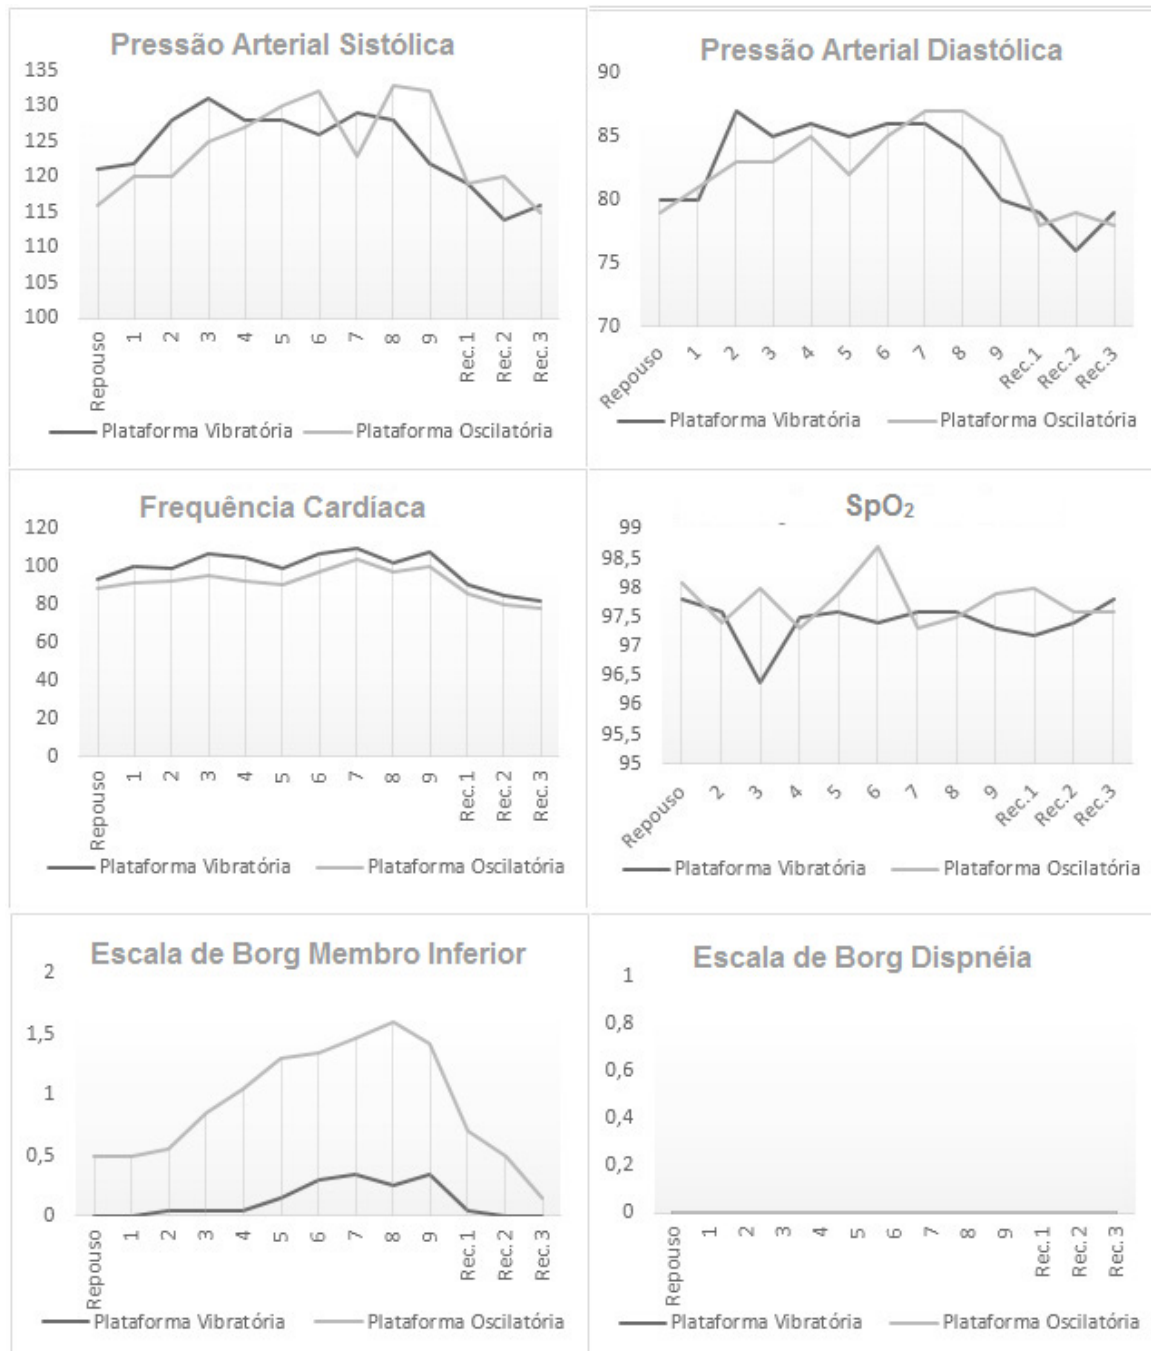 Pressão Arterial Sistólica
135
130
125
120
115
110
105
100
Repouso 1 2 3 4 5 6 7 8 9 Rec.1 Rec.2 Rec.3
Plataforma Vibratória Plataforma Oscilatória
Pressão Arterial Diastólica
90
85
80
75
70
Repouso 1 2 3 4 5 6 7 8 9 Rec.1 Rec.2 Rec.3
Plataforma Vibratória Plataforma Oscilatória
Frequência Cardíaca
120
100
80
60
40
20
0
Repouso 1 2 3 4 5 6 7 8 9 Rec.1 Rec.2 Rec.3
Plataforma Vibratória Plataforma Oscilatória
SpO₂
99
98,5
98
97,5
97
96,5
96
95,5
95
Repouso 2 3 4 5 6 7 8 9 Rec.1 Rec.2 Rec.3
Plataforma Vibratória Plataforma Oscilatória
Escala de Borg Membro Inferior
2
1,5
1
0,5
0
Repouso 1 2 3 4 5 6 7 8 9 Rec.1 Rec.2 Rec.3
Plataforma Vibratória Plataforma Oscilatória
Escala de Borg Dispnéia
1
0,8
0,6
0,4
0,2
0
Repouso 1 2 3 4 5 6 7 8 9 Rec.1 Rec.2 Rec.3
Plataforma Vibratória Plataforma Oscilatória